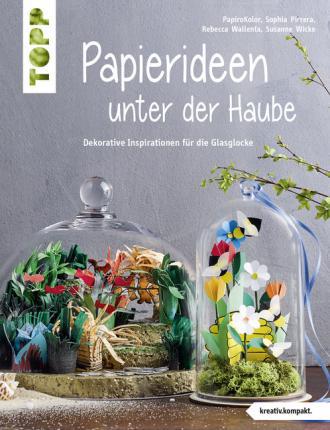 TOPP
PapiroKolor, Sophia Pirrera,
Rebecca Wallenta, Susanne Wicke
Papierideen
unter der Haube
Dekorative Inspirationen für die Glasglocke
kreativ.kompakt.